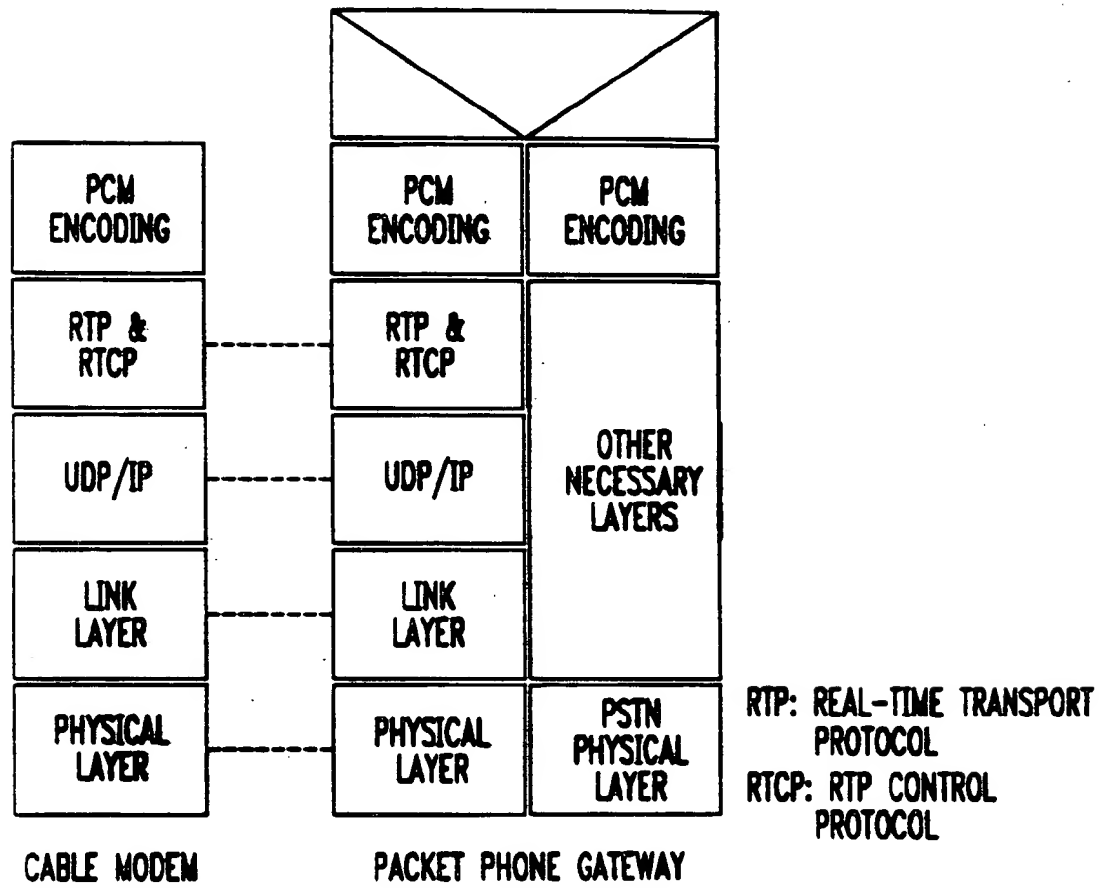 PCM
ENCODING
PCM
ENCODING
PCM
ENCODING
RTP &
RTCP
RTP &
RTCP
UDP/IP
UDP/IP
OTHER
NECESSARY
LAYERS
LINK
LAYER
LINK
LAYER
PHYSICAL
LAYER
PHYSICAL
LAYER
PSTN
PHYSICAL
LAYER
RTP: REAL-TIME TRANSPORT
PROTOCOL
RTCP: RTP CONTROL
PROTOCOL
CABLE MODEM
PACKET PHONE GATEWAY